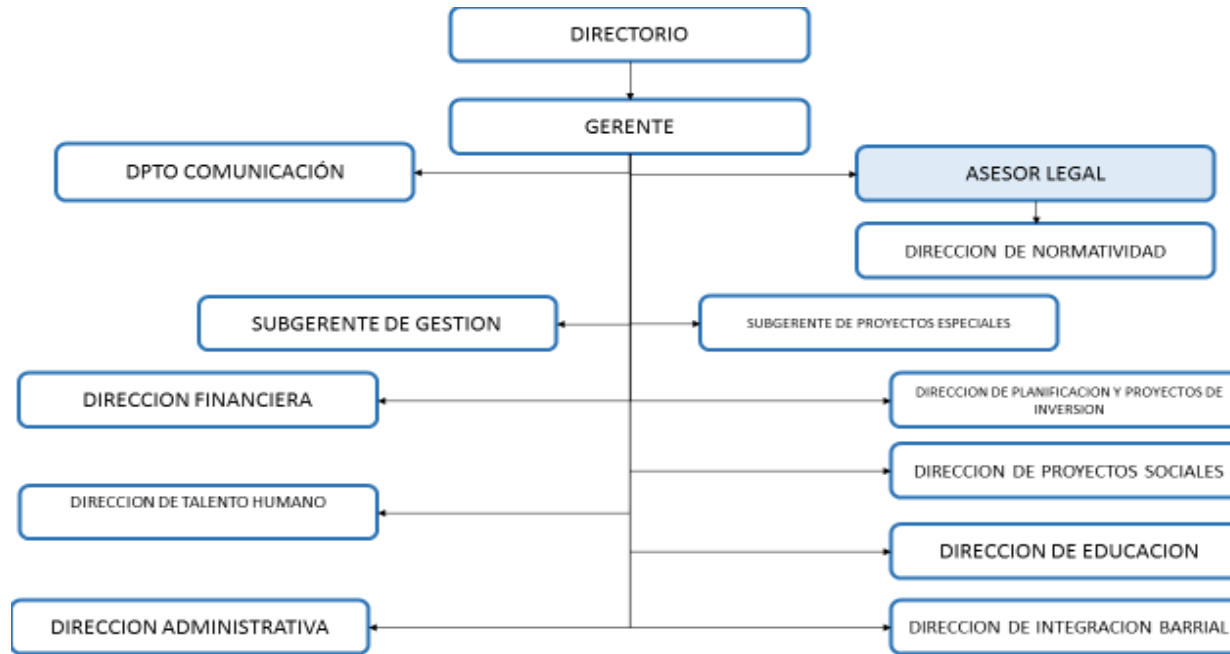 DIRECTORIO
GERENTE
DPTO COMUNICACIÓN
ASESOR LEGAL
DIRECCION DE NORMATIVIDAD
SUBGERENTE DE GESTION
SUBGERENTE DE PROYECTOS ESPECIALES
DIRECCION FINANCIERA
DIRECCION DE PLANIFICACION Y PROYECTOS DE
INVERSION
DIRECCION DE PROYECTOS SOCIALES
DIRECCION DE TALENTO HUMANO
DIRECCION DE EDUCACION
DIRECCION ADMINISTRATIVA
DIRECCION DE INTEGRACION BARRIAL